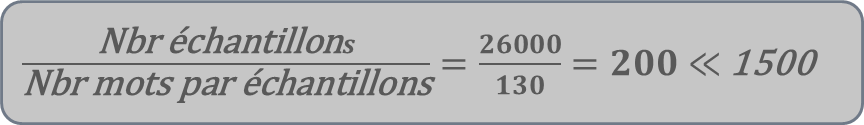 Nbr échantillons / Nbr mots par échantillons = 26000 / 130 = 200 ≪ 1500